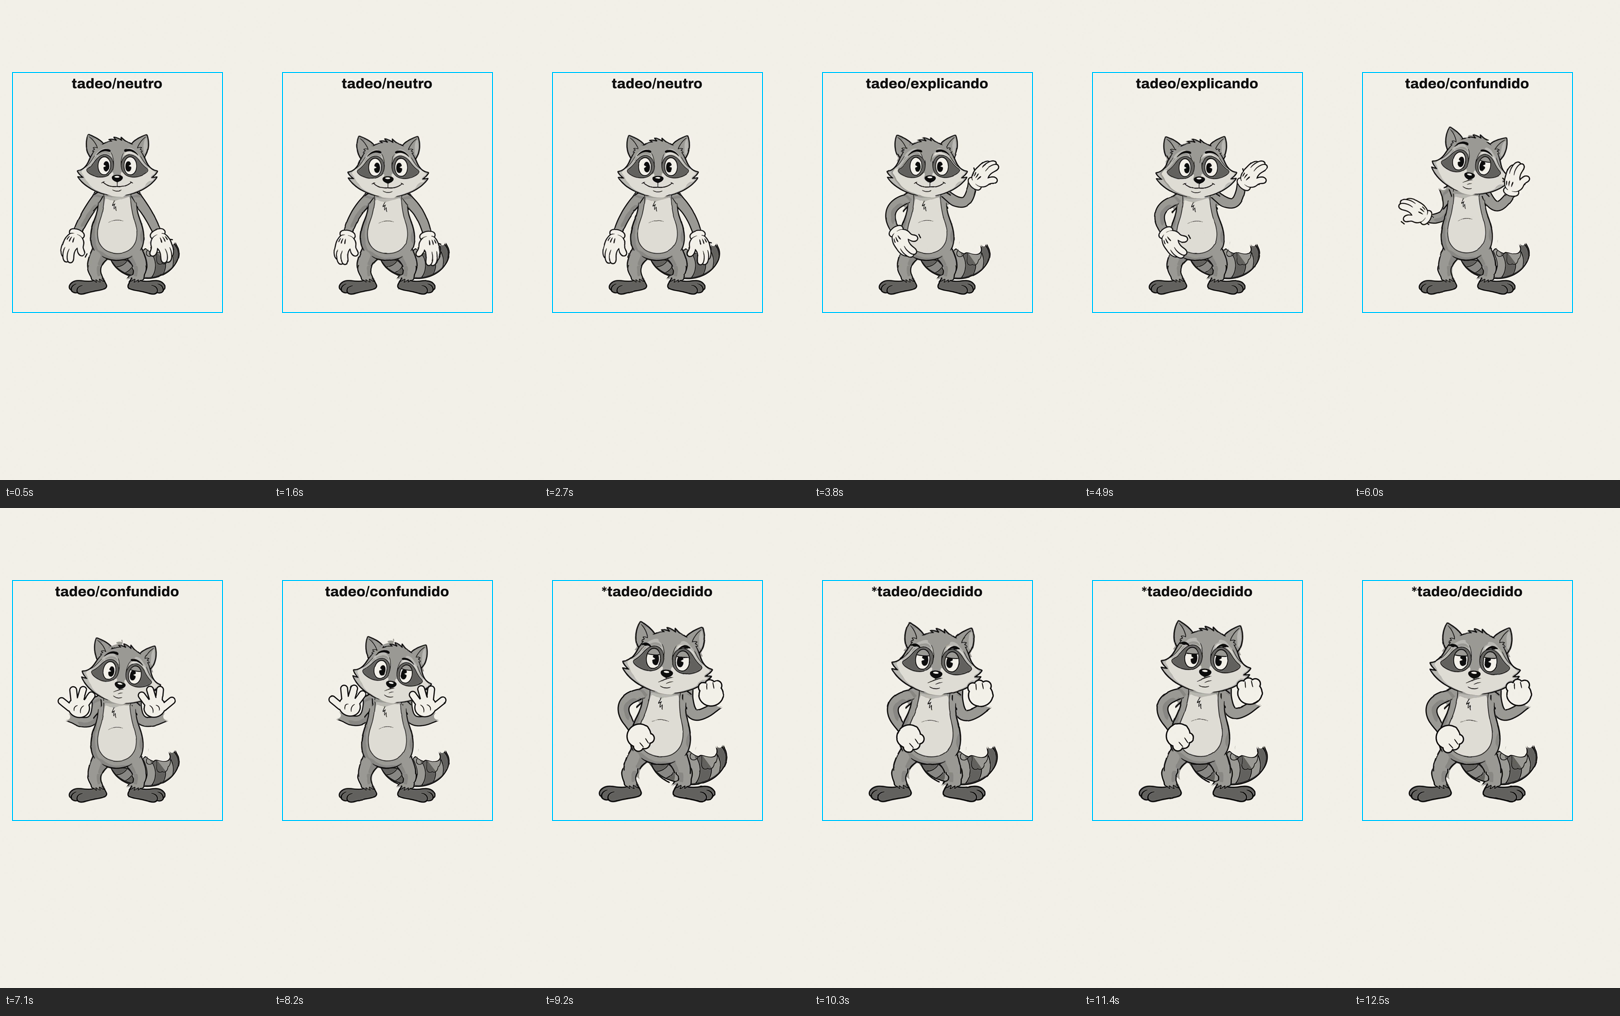 tadeo/neutro
tadeo/neutro
tadeo/neutro
tadeo/explicando
tadeo/explicando
tadeo/confundido
t=0.5s
t=1.6s
t=2.7s
t=3.8s
t=4.9s
t=6.0s
tadeo/confundido
tadeo/confundido
*tadeo/decidido
*tadeo/decidido
*tadeo/decidido
*tadeo/decidido
t=7.1s
t=8.2s
t=9.2s
t=10.3s
t=11.4s
t=12.5s